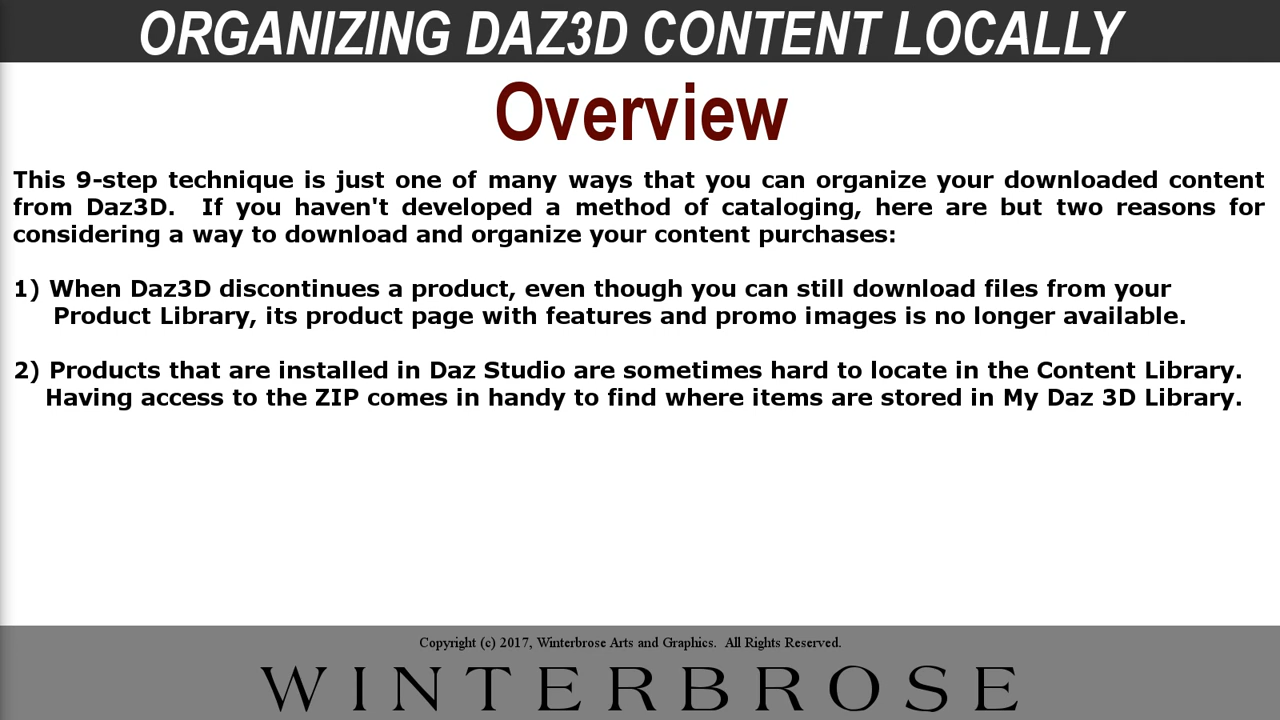 ORGANIZING DAZ3D CONTENT LOCALLY
Overview
This 9-step technique is just one of many ways that you can organize your downloaded content
from Daz3D.  If you haven't developed a method of cataloging, here are but two reasons for
considering a way to download and organize your content purchases:
1) When Daz3D discontinues a product, even though you can still download files from your
Product Library, its product page with features and promo images is no longer available.
2) Products that are installed in Daz Studio are sometimes hard to locate in the Content Library.
Having access to the ZIP comes in handy to find where items are stored in My Daz 3D Library.
Copyright (c) 2017, Winterbrose Arts and Graphics.  All Rights Reserved.
WINTERBROSE